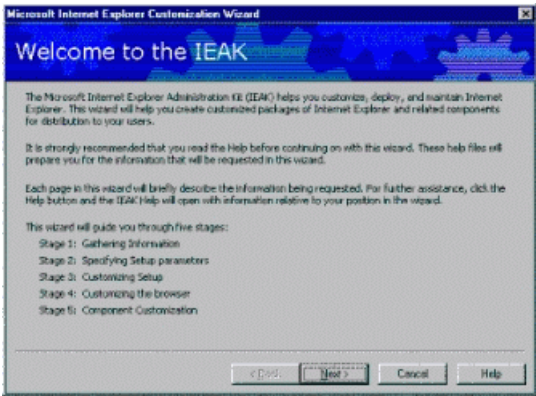 Microsoft Internet Explorer Customization Wizard
Welcome to the IEAK
The Microsoft Internet Explorer Administration Kit (IEAK) helps you customize, deploy, and maintain Internet
Explorer. This wizard will help you create customized packages of Internet Explorer and related components
for distribution to your users.
It is strongly recommended that you read the Help before continuing on with this wizard. These help files will
prepare you for the information that will be requested in this wizard.
Each page in this wizard will briefly describe the information being requested. For further assistance, click the
Help button and the IEAK Help will open with information relative to your position in the wizard.
This wizard will guide you through five stages:
Stage 1: Gathering Information
Stage 2: Specifying Setup parameters
Stage 3: Customizing Setup
Stage 4: Customizing the browser
Stage 5: Component Customization
< Back Next > Cancel Help